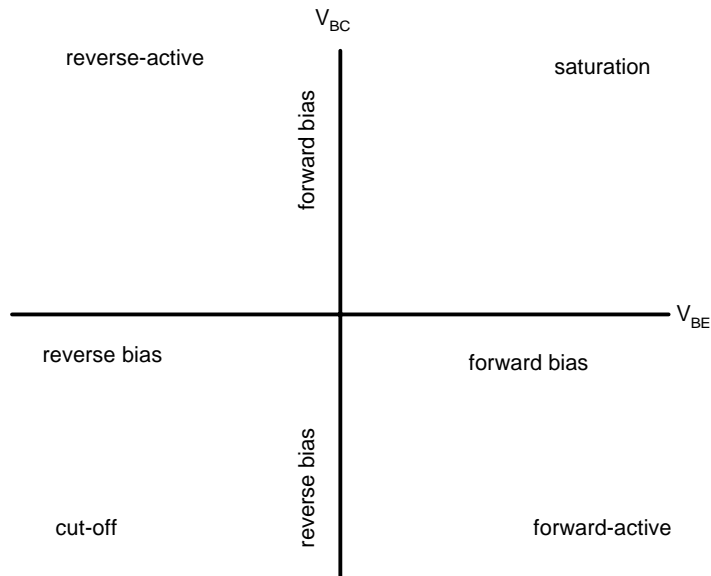 V_BC
reverse-active
saturation
forward bias
V_BE
reverse bias
forward bias
reverse bias
cut-off
forward-active